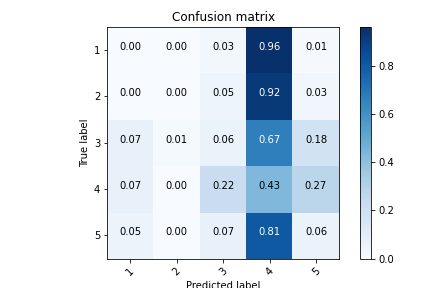 Confusion matrix
1 0.00 0.00 0.03 0.96 0.01
2 0.00 0.00 0.05 0.92 0.03
3 0.07 0.01 0.06 0.67 0.18
4 0.07 0.00 0.22 0.43 0.27
5 0.05 0.00 0.07 0.81 0.06
1 2 3 4 5
True label
Predicted label
0.8
0.6
0.4
0.2
0.0